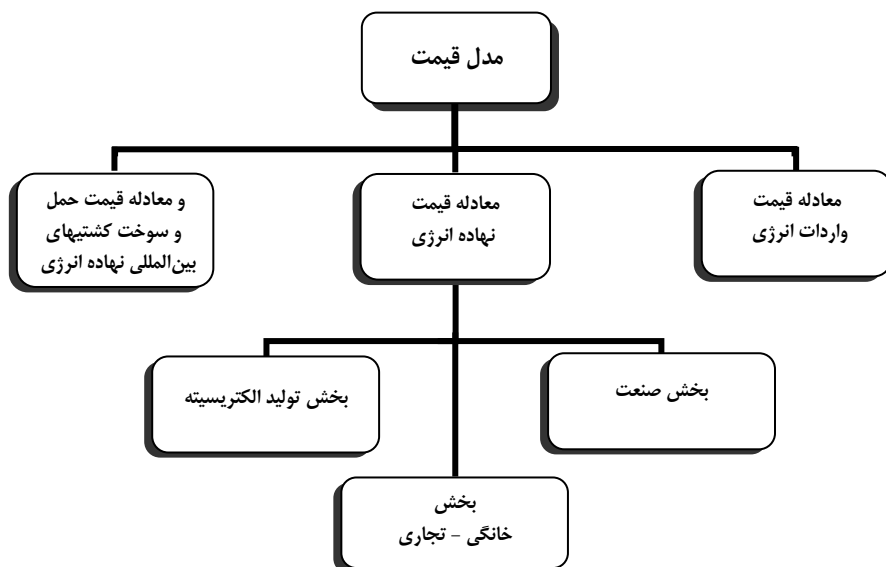 مدل قیمت
معادله قیمت
واردات انرژی
معادله قیمت
نهاده انرژی
و معادله قیمت حمل
و سوخت کشتیهای
بین‌المللی نهاده انرژی
بخش صنعت
بخش تولید الکتریسیته
بخش
خانگی - تجاری